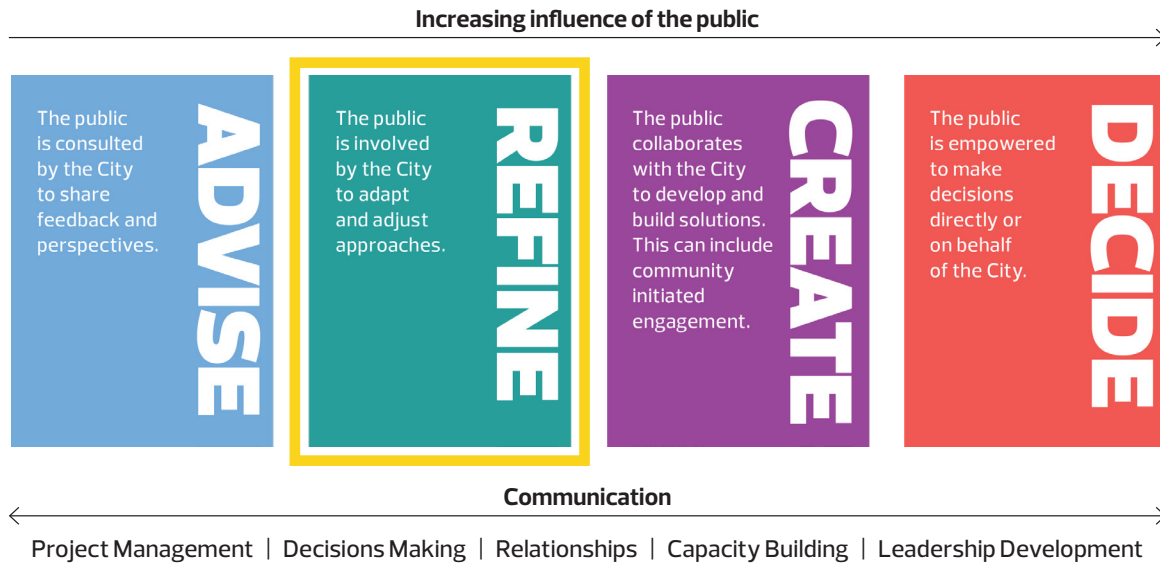 Increasing influence of the public
The public
is consulted
by the City
to share
feedback and
perspectives.
ADVISE
The public
is involved
by the City
to adapt
and adjust
approaches.
REFINE
The public
collaborates
with the City
to develop and
build solutions.
This can include
community
initiated
engagement.
CREATE
The public
is empowered
to make
decisions
directly or
on behalf
of the City.
DECIDE
Communication
Project Management | Decisions Making | Relationships | Capacity Building | Leadership Development